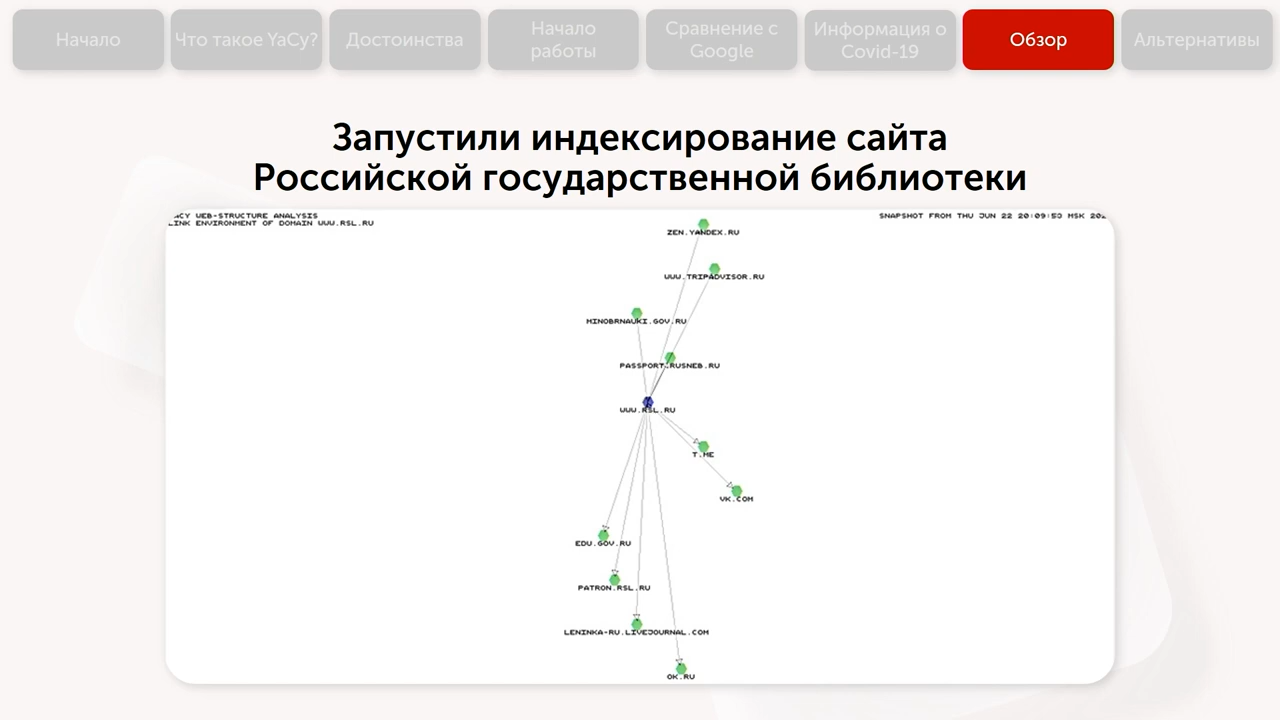 Начало
Что такое YaCy?
Достоинства
Начало
работы
Сравнение с
Google
Информация о
Covid-19
Обзор
Альтернативы
Запустили индексирование сайта
Российской государственной библиотеки
ACY WEB-STRUCTURE ANALYSIS
LINK ENVIRONMENT OF DOMAIN WWW.RSL.RU
SNAPSHOT FROM THU JUN 22 20:09:53 MSK 202
ZEN.YANDEX.RU
WWW.TRIPADVISOR.RU
MINOBRNAUKI.GOV.RU
PASSPORT.RUSNEB.RU
WWW.RSL.RU
T.ME
VK.COM
EDU.GOV.RU
PATRON.RSL.RU
LENINKA-RU.LIVEJOURNAL.COM
OK.RU